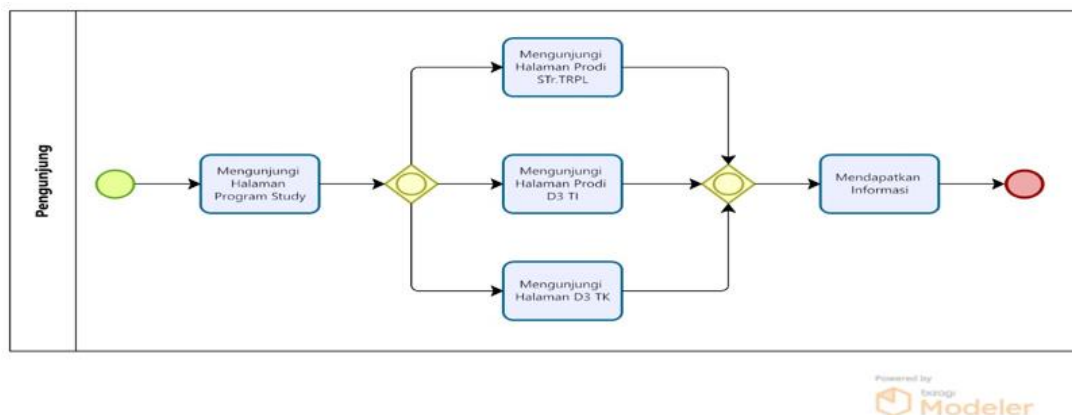 Pengunjung
Mengunjungi
Halaman
Program Study
Mengunjungi
Halaman Prodi
STr.TRPL
Mengunjungi
Halaman Prodi
D3 TI
Mengunjungi
Halaman D3 TK
Mendapatkan
Informasi
Powered by
bizagi
Modeler